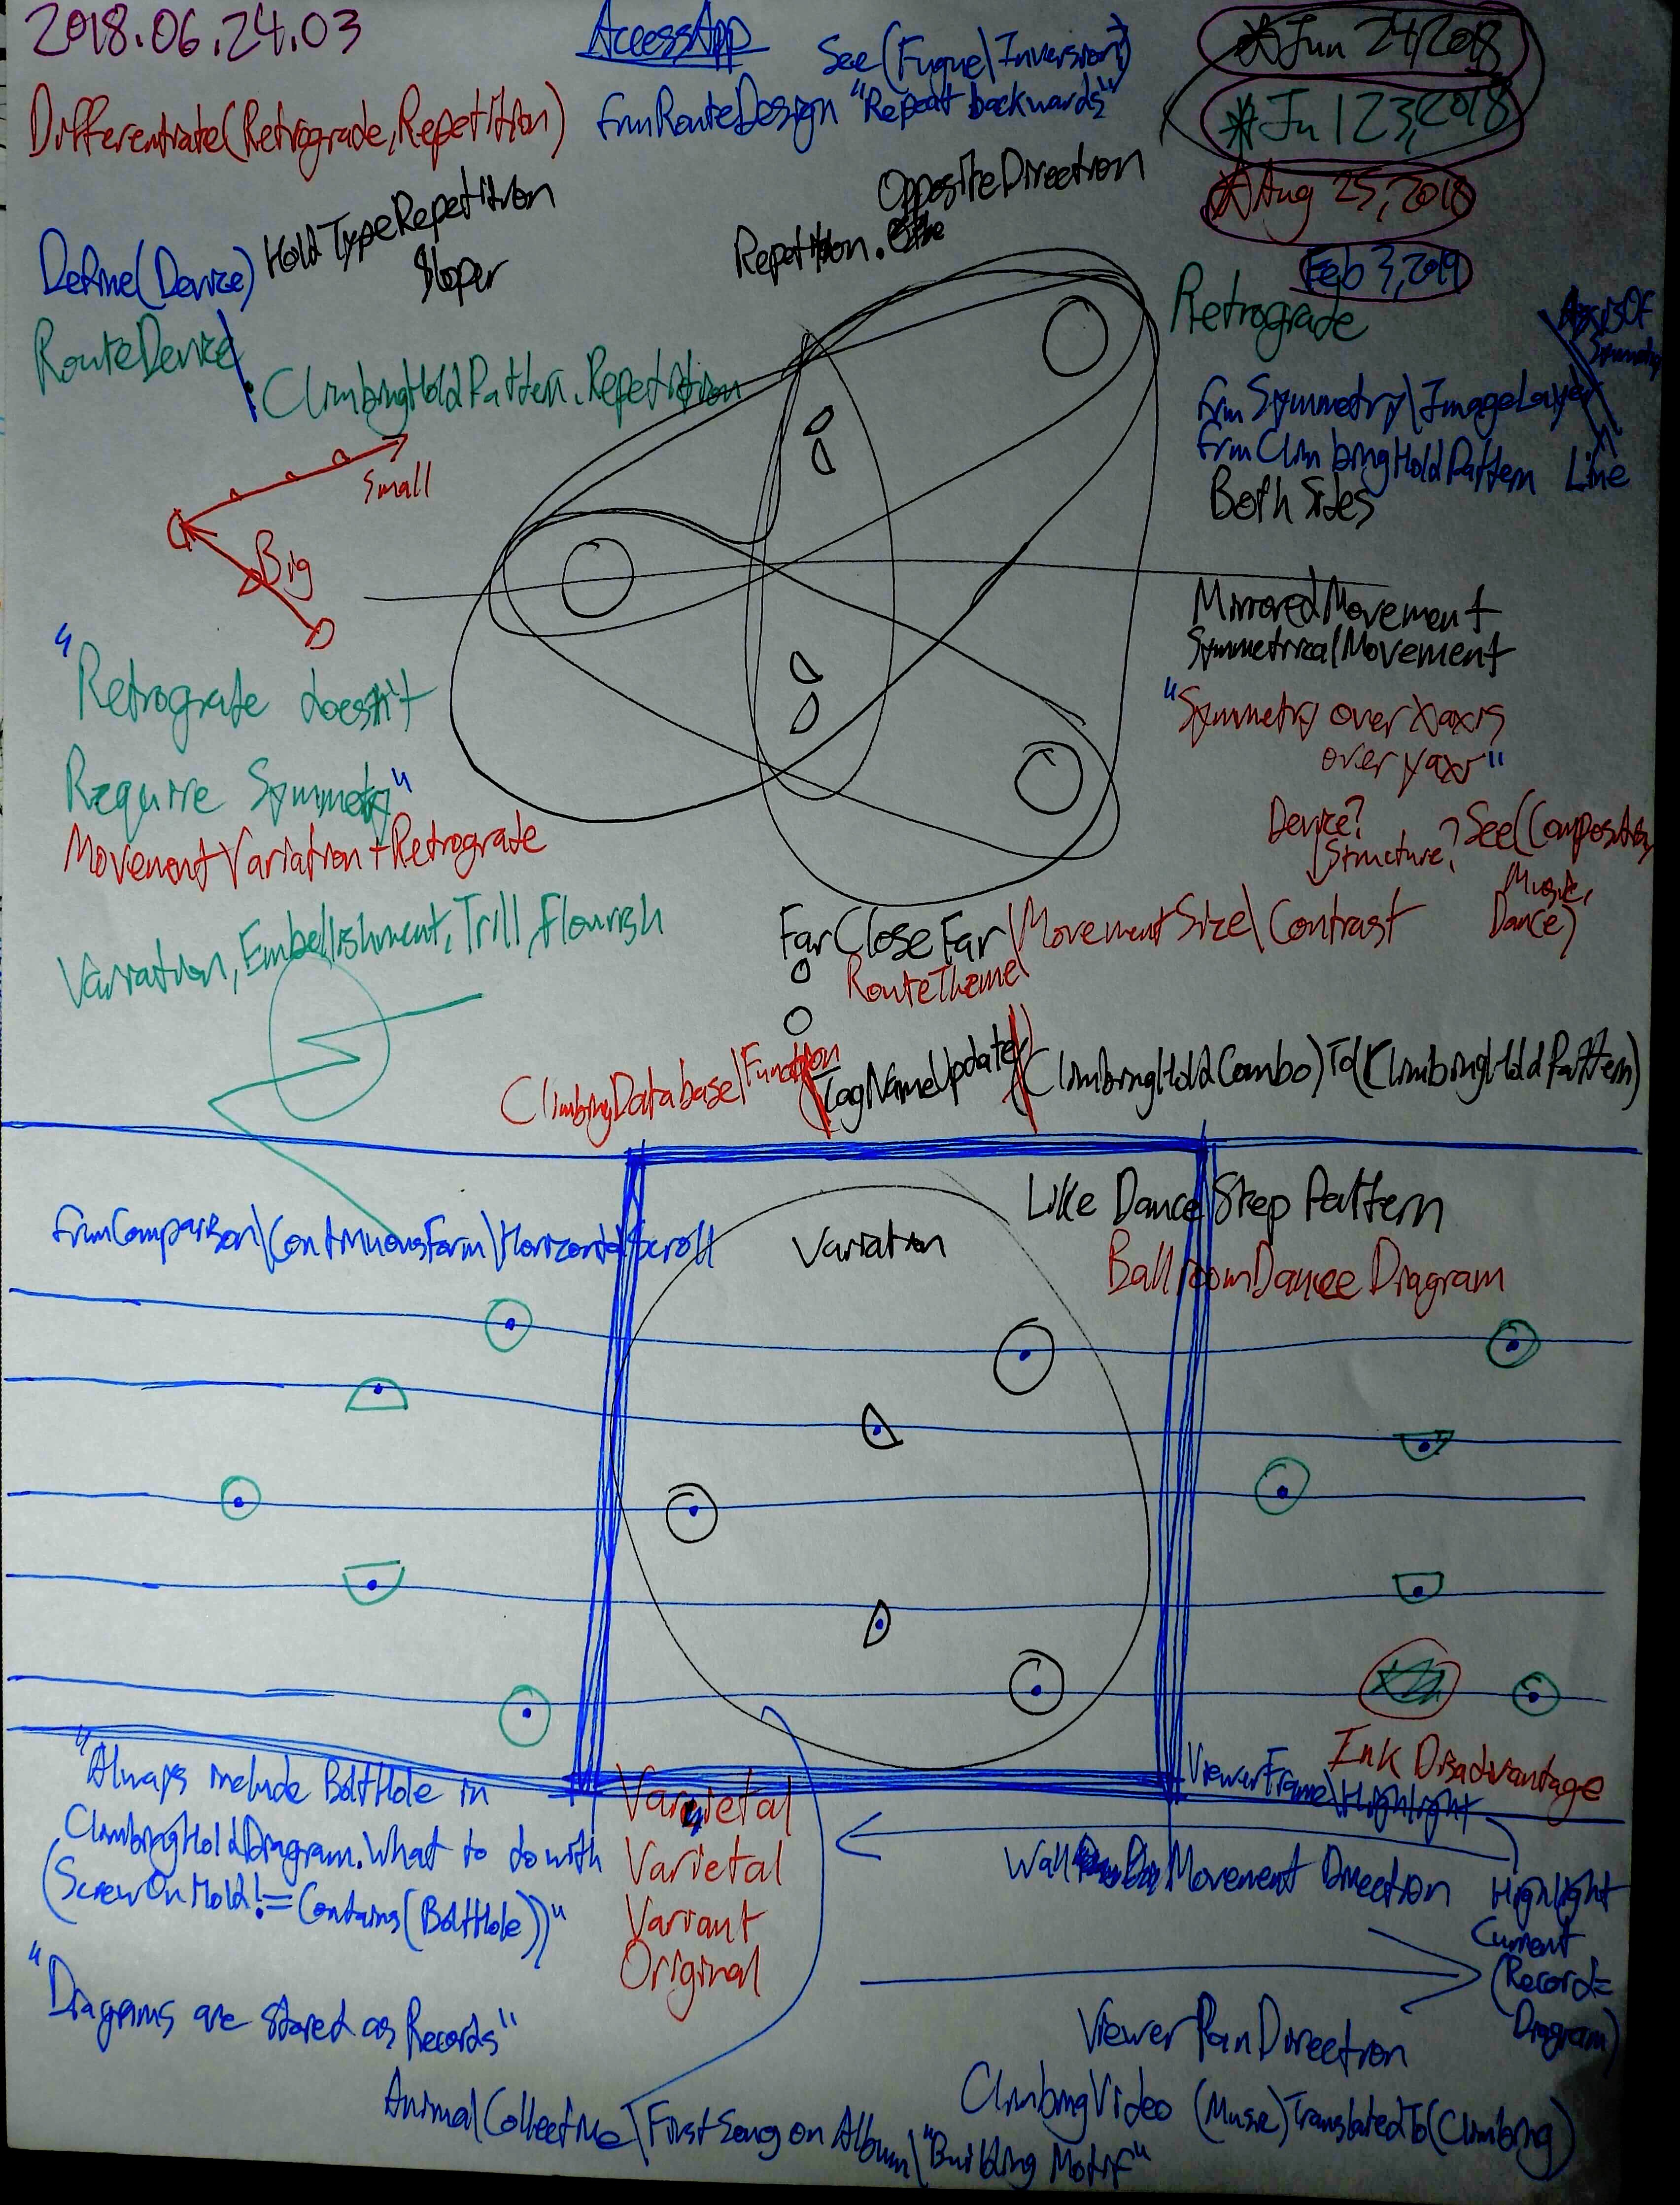 2018.06.24.03
AccessApp
See(Fugue\Inversion)
*Jun 24,2018
Differentiate(Retrograde,Repetition)
frmRouteDesign "Repeat backwards"
*Jul 23,2018
*Aug 25,2018
Feb 3,2019
OppositeDirection
Repetition.
HoldTypeRepetition
Sloper
Define(Device)
RouteDevice\
.ClimbingHoldPattern.Repetition
Retrograde
AxisOf
Symmetry
Line
frmSymmetry\ImageLayer
frmClimbingHoldPattern
Both Sides
Small
Big
MirroredMovement
SymmetricalMovement
"Symmetry over Xaxis
over yaxis"
"Retrograde doesn't
Require Symmetry"
MovementVariation+Retrograde
Device?
Structure?
See(Composition,
Music,
Dance)
Variation, Embellishment, Trill, Flourish
FarCloseFar\MovementSize\Contrast
RouteTheme
ClimbingDatabase\Function
\TagNameUpdate\(ClimbingHoldCombo)To(ClimbingHoldPattern)
frmComparison\ContinuousForm\HorizontalScroll
Variation
Like Dance\Step Pattern
BallroomDance Diagram
Ink Disadvantage
ViewerFrame\Highlight
"Always include BoltHole in
ClimbingHoldDiagram. What to do with
(ScrewOnHold!=Contains(BoltHole))"
Varietal
Varietal
Variant
Original
Wall Movement Direction
Highlight
Current
(Record=
Diagram)
"Diagrams are stored as Records"
ViewerPanDirection
ClimbingVideo (Music)TranslatedTo(Climbing)
AnimalCollective\FirstSong on Album\"Building Motif"